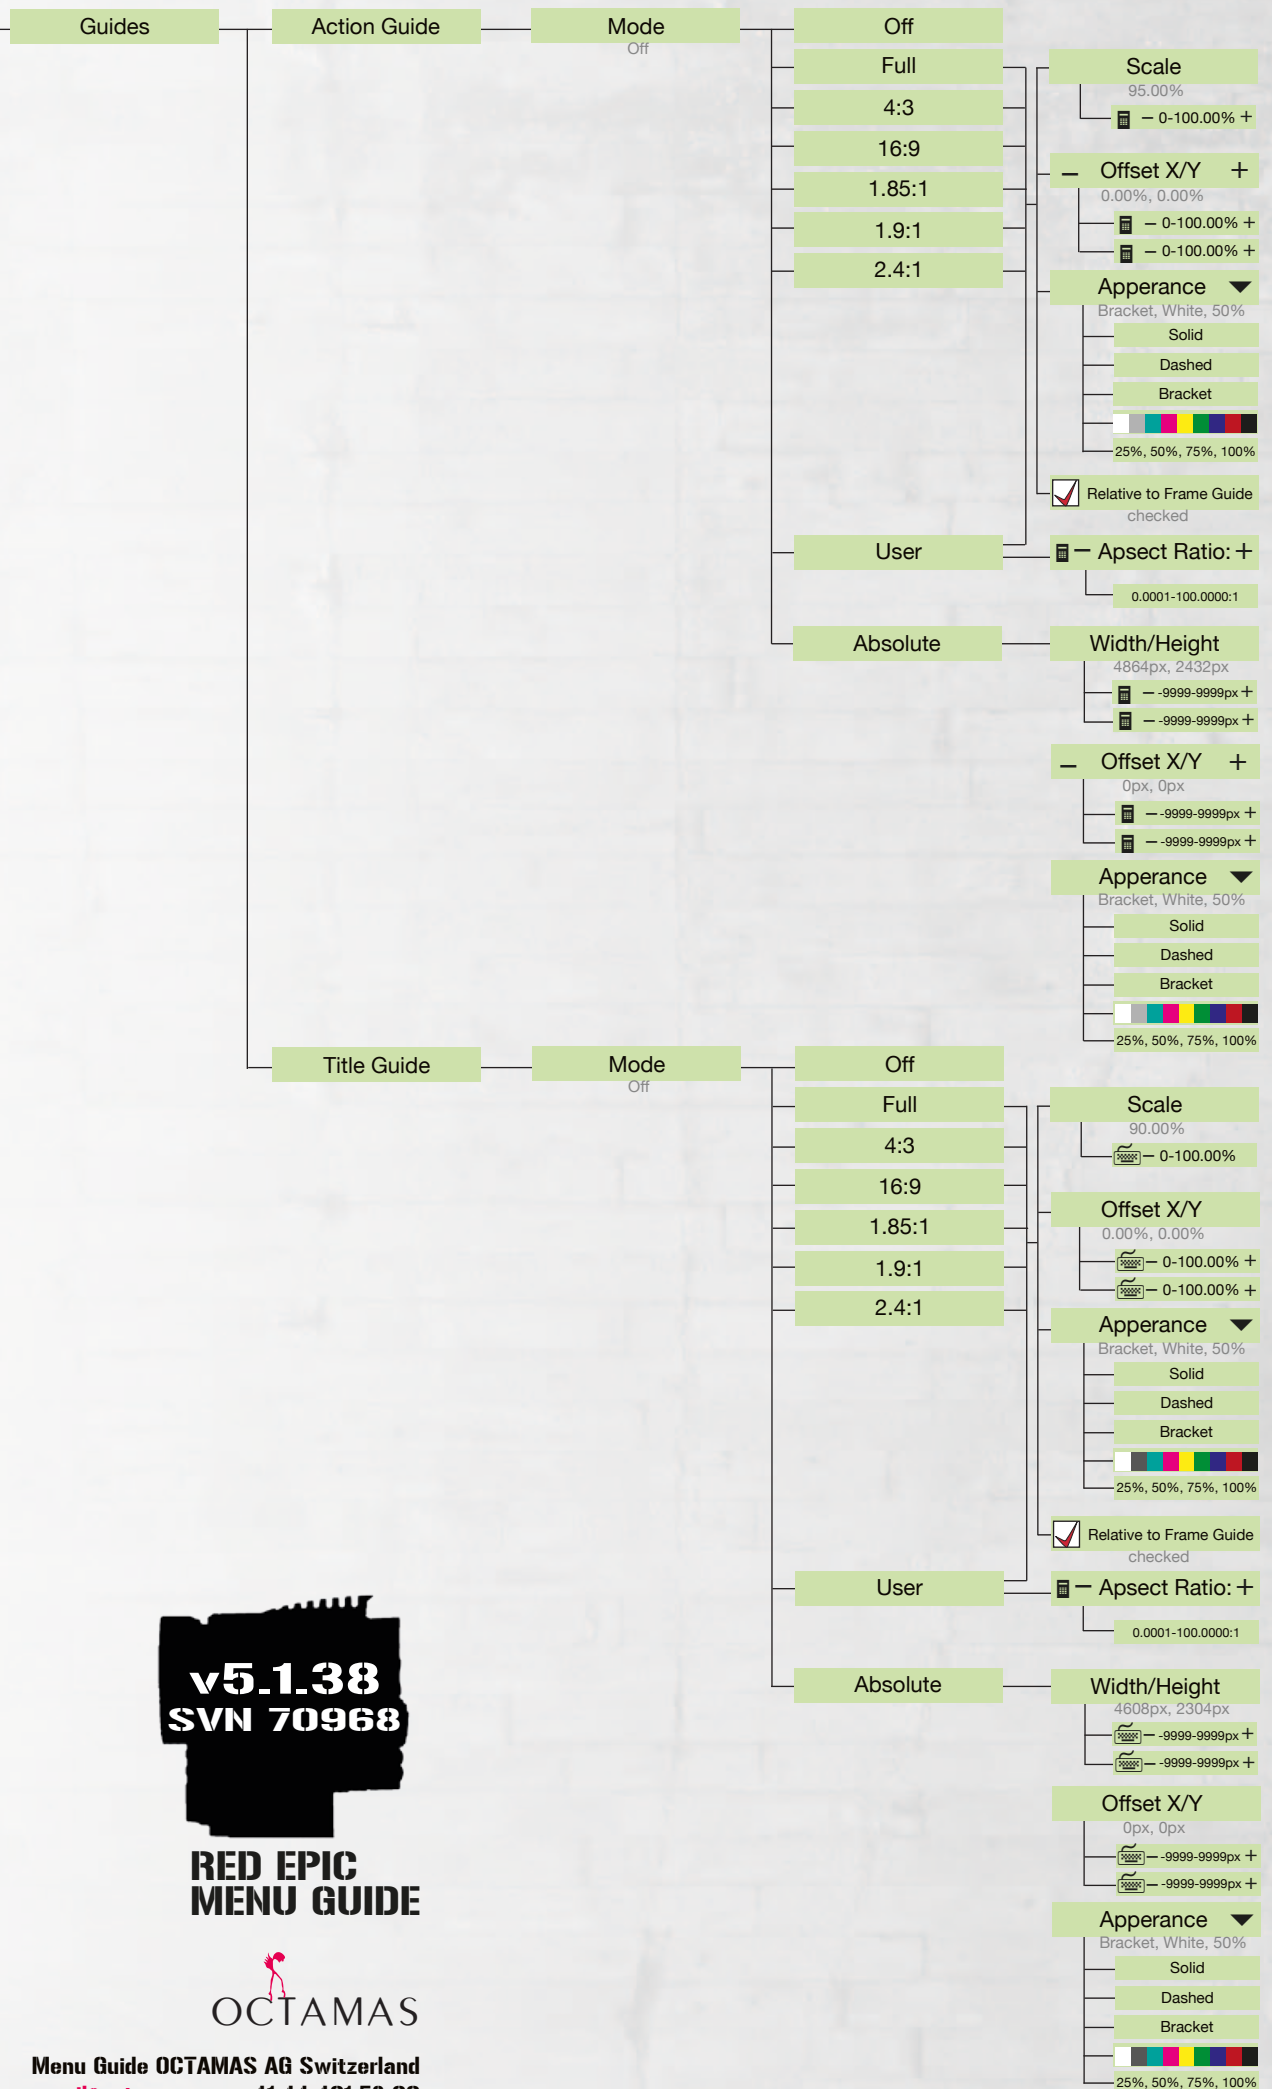 Guides
Action Guide
Mode
Off
Off
Full
4:3
16:9
1.85:1
1.9:1
2.4:1
Scale
95.00%
– 0-100.00% +
– Offset X/Y +
0.00%, 0.00%
– 0-100.00% +
– 0-100.00% +
Apperance
Bracket, White, 50%
Solid
Dashed
Bracket
25%, 50%, 75%, 100%
Relative to Frame Guide
checked
User
– Apsect Ratio: +
0.0001-100.0000:1
Absolute
Width/Height
4864px, 2432px
– -9999-9999px +
– -9999-9999px +
– Offset X/Y +
0px, 0px
– -9999-9999px +
– -9999-9999px +
Apperance
Bracket, White, 50%
Solid
Dashed
Bracket
25%, 50%, 75%, 100%
Title Guide
Mode
Off
Off
Full
4:3
16:9
1.85:1
1.9:1
2.4:1
Scale
90.00%
– 0-100.00%
Offset X/Y
0.00%, 0.00%
– 0-100.00% +
– 0-100.00% +
Apperance
Bracket, White, 50%
Solid
Dashed
Bracket
25%, 50%, 75%, 100%
Relative to Frame Guide
checked
User
– Apsect Ratio: +
0.0001-100.0000:1
Absolute
Width/Height
4608px, 2304px
– -9999-9999px +
– -9999-9999px +
Offset X/Y
0px, 0px
– -9999-9999px +
– -9999-9999px +
Apperance
Bracket, White, 50%
Solid
Dashed
Bracket
25%, 50%, 75%, 100%
v5.1.38
SVN 70968
RED EPIC
MENU GUIDE
OCTAMAS
Menu Guide OCTAMAS AG Switzerland